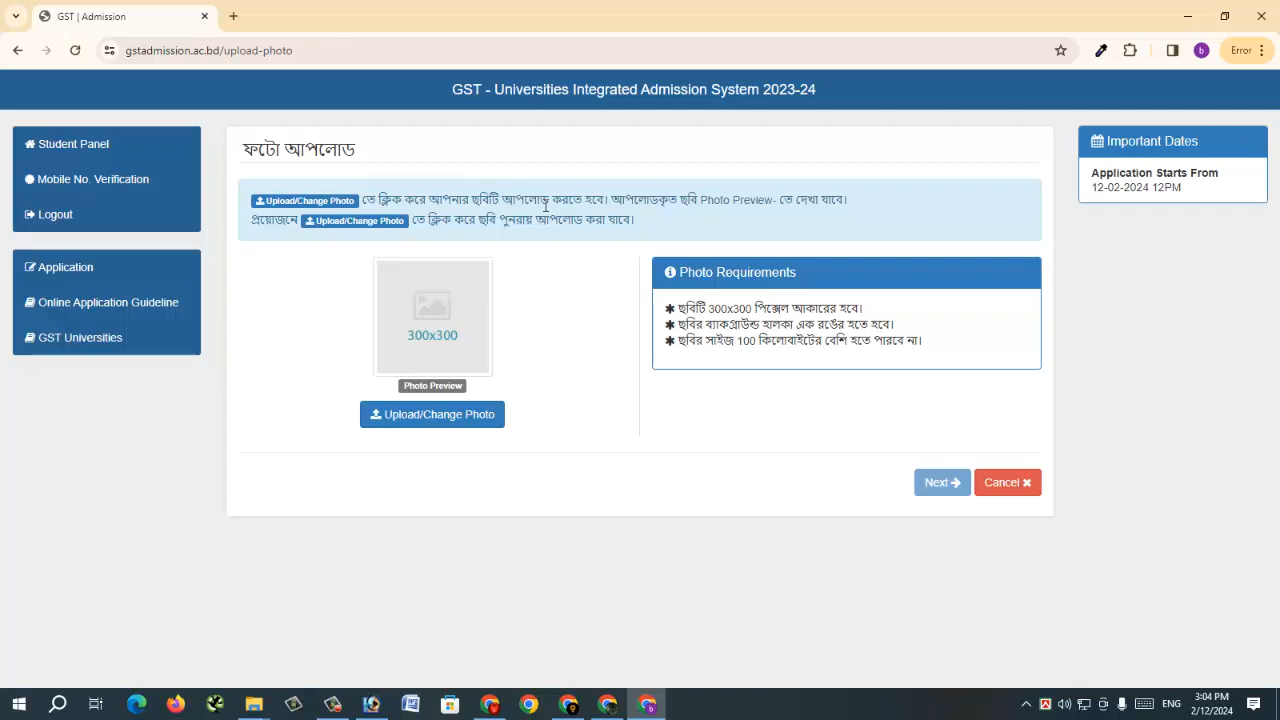 GST | Admission
gstadmission.ac.bd/upload-photo
b
Error
GST - Universities Integrated Admission System 2023-24
Student Panel
Mobile No. Verification
Logout
Application
Online Application Guideline
GST Universities
ফটো আপলোড
Upload/Change Photo তে ক্লিক করে আপনার ছবিটি আপলোড করতে হবে। আপলোডকৃত ছবি Photo Preview- তে দেখা যাবে।
প্রয়োজনে Upload/Change Photo তে ক্লিক করে ছবি পুনরায় আপলোড করা যাবে।
300x300
Photo Preview
Upload/Change Photo
Photo Requirements
✱ ছবিটি 300x300 পিক্সেল আকারের হবে।
✱ ছবির ব্যাকগ্রাউন্ড হালকা এক রঙের হতে হবে।
✱ ছবির সাইজ 100 কিলোবাইটের বেশি হতে পারবে না।
Next
Cancel
Important Dates
Application Starts From
12-02-2024 12PM
ENG
3:04 PM
2/12/2024